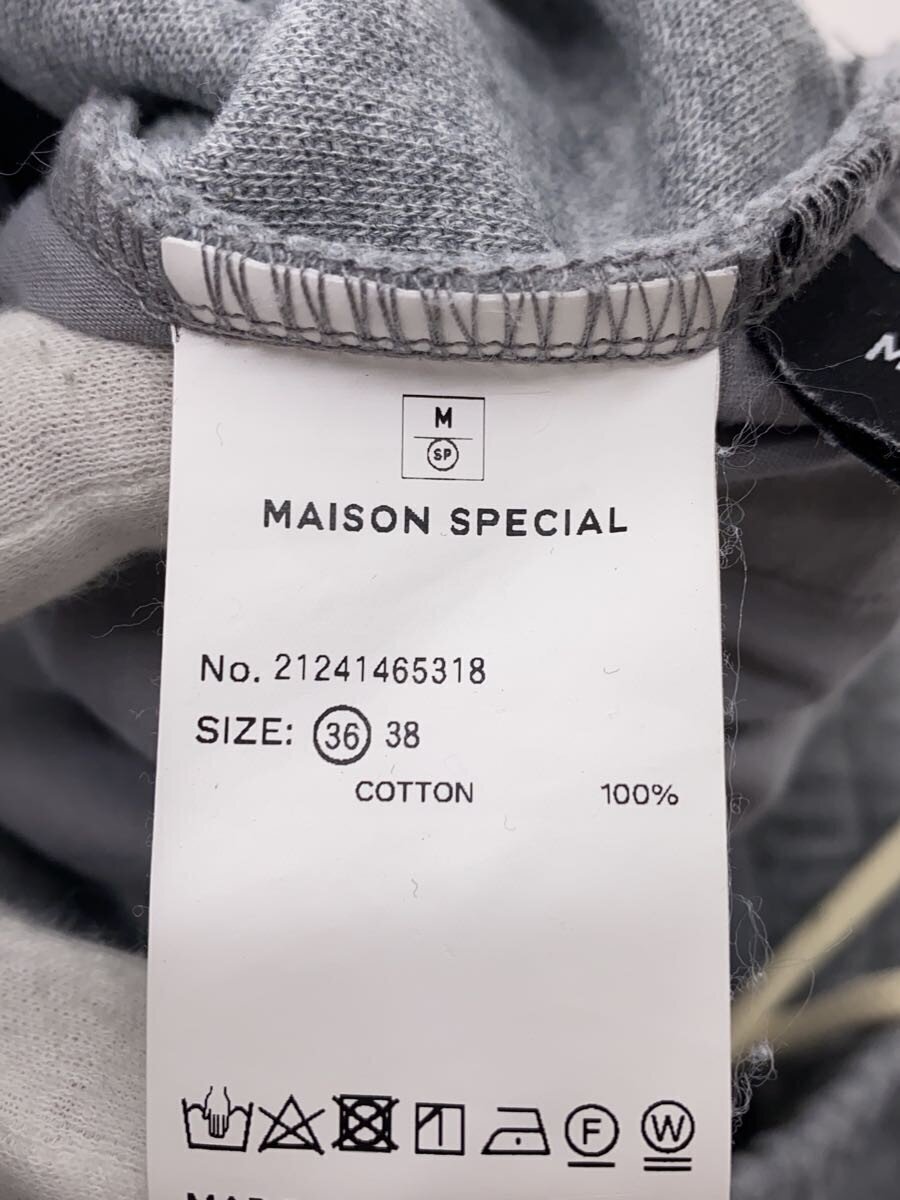 M
SP
MAISON SPECIAL
No. 21241465318
SIZE: 36 38
COTTON 100%
F W